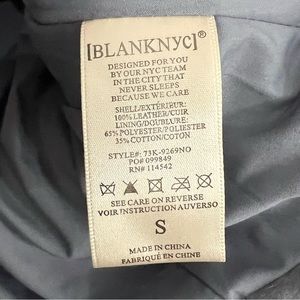 [BLANKNYC]®
DESIGNED FOR YOU
BY OUR NYC TEAM
IN THE CITY THAT
NEVER SLEEPS
BECAUSE WE CARE
SHELL/EXTÉRIEUR:
100% LEATHER/CUIR
LINING/DOUBLURE:
65% POLYESTER/POLIESTER
35% COTTON/COTON
STYLE#: 73K-9269NO
PO# 099849
RN# 114542
SEE CARE ON REVERSE
VOIR INSTRUCTION AUVERSO
S
MADE IN CHINA
FABRIQUÉ EN CHINE